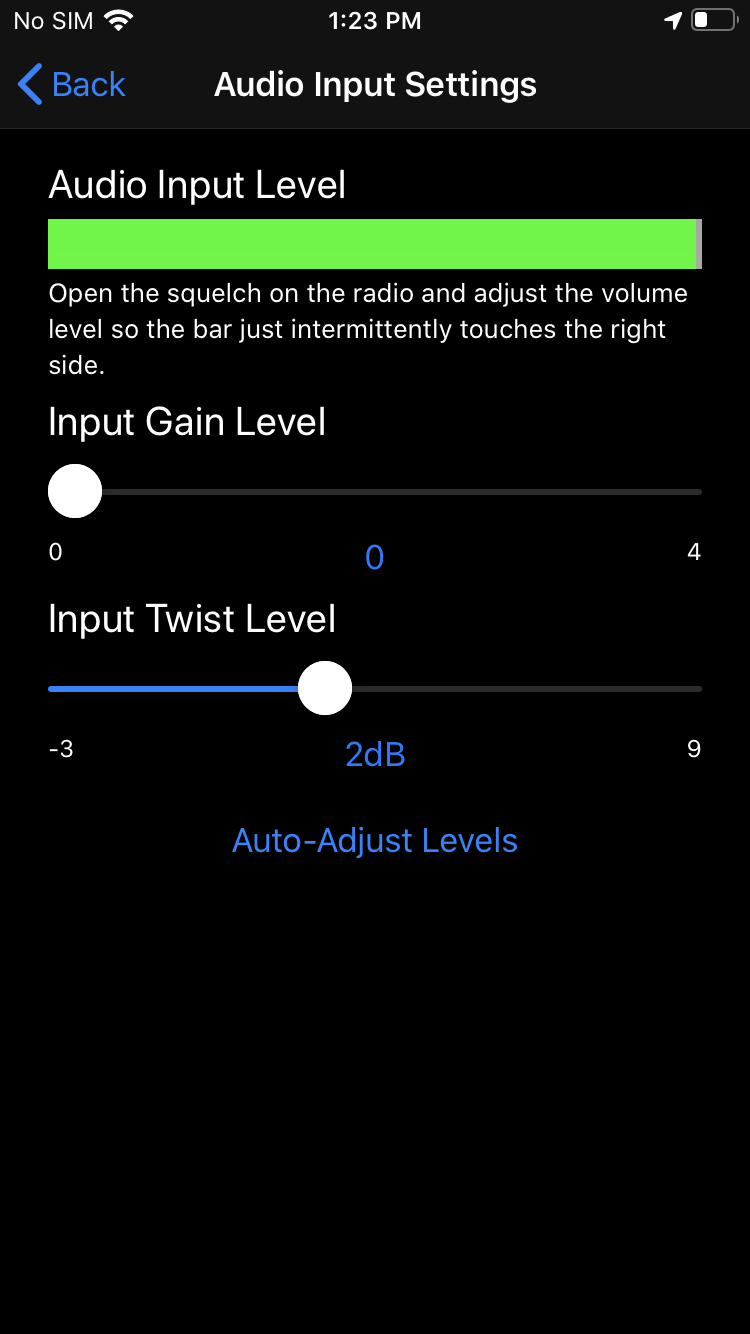 No SIM 1:23 PM
Back Audio Input Settings
Audio Input Level
Open the squelch on the radio and adjust the volume
level so the bar just intermittently touches the right
side.
Input Gain Level
0 0 4
Input Twist Level
-3 2dB 9
Auto-Adjust Levels